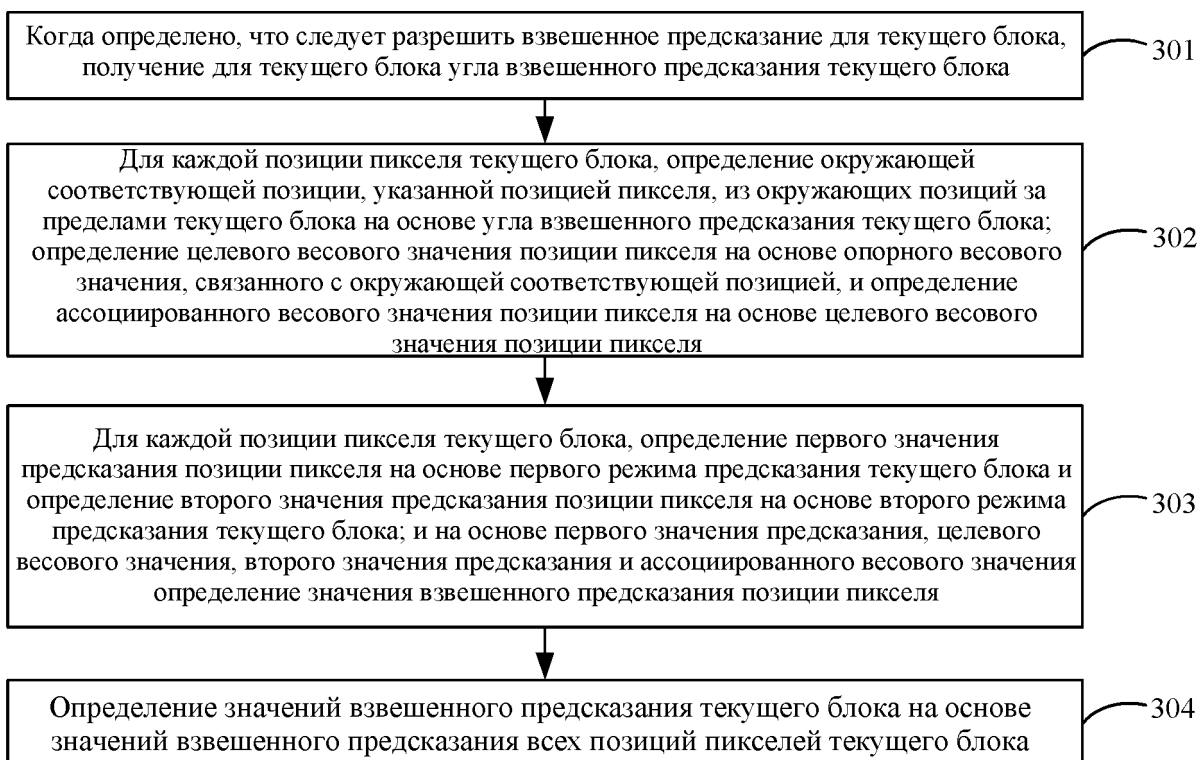 Когда определено, что следует разрешить взвешенное предсказание для текущего блока,
получение для текущего блока угла взвешенного предсказания текущего блока
301
Для каждой позиции пикселя текущего блока, определение окружающей
соответствующей позиции, указанной позицией пикселя, из окружающих позиций за
пределами текущего блока на основе угла взвешенного предсказания текущего блока;
определение целевого весового значения позиции пикселя на основе опорного весового
значения, связанного с окружающей соответствующей позицией, и определение
ассоциированного весового значения позиции пикселя на основе целевого весового
значения позиции пикселя
302
Для каждой позиции пикселя текущего блока, определение первого значения
предсказания позиции пикселя на основе первого режима предсказания текущего блока и
определение второго значения предсказания позиции пикселя на основе второго режима
предсказания текущего блока; и на основе первого значения предсказания, целевого
весового значения, второго значения предсказания и ассоциированного весового значения
определение значения взвешенного предсказания позиции пикселя
303
Определение значений взвешенного предсказания текущего блока на основе
значений взвешенного предсказания всех позиций пикселей текущего блока
304